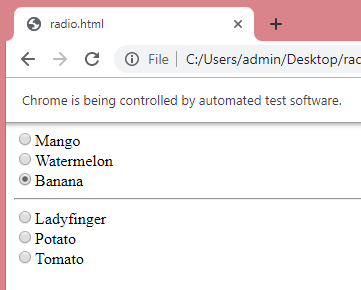 radio.html
File
C:/Users/admin/Desktop/rad
Chrome is being controlled by automated test software.
Mango
Watermelon
Banana
Ladyfinger
Potato
Tomato